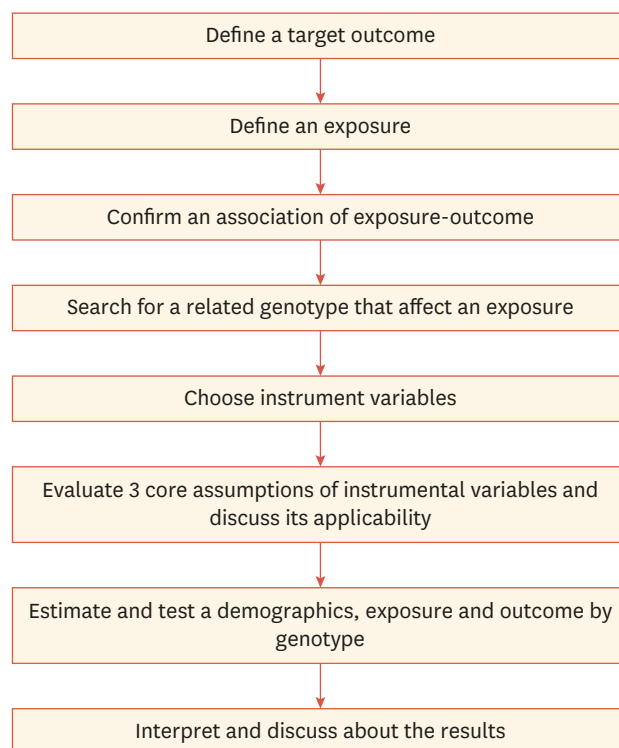 Define a target outcome
Define an exposure
Confirm an association of exposure-outcome
Search for a related genotype that affect an exposure
Choose instrument variables
Evaluate 3 core assumptions of instrumental variables and
discuss its applicability
Estimate and test a demographics, exposure and outcome by
genotype
Interpret and discuss about the results